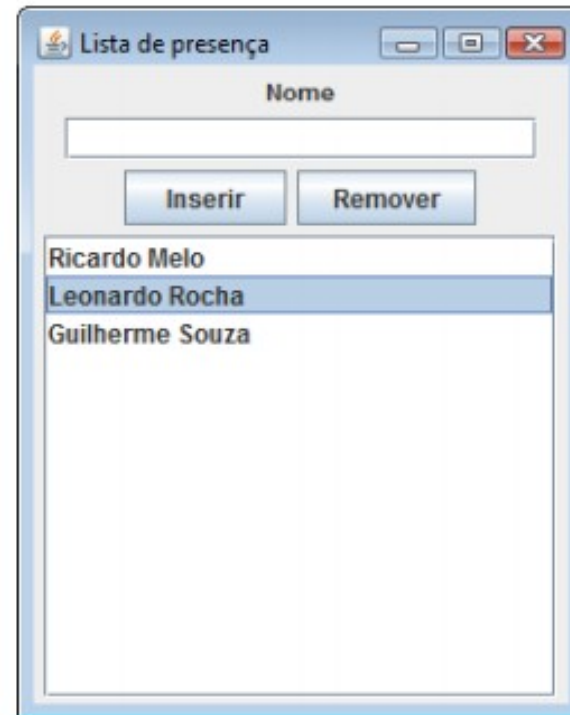 Lista de presença
Nome
Inserir Remover
Ricardo Melo
Leonardo Rocha
Guilherme Souza